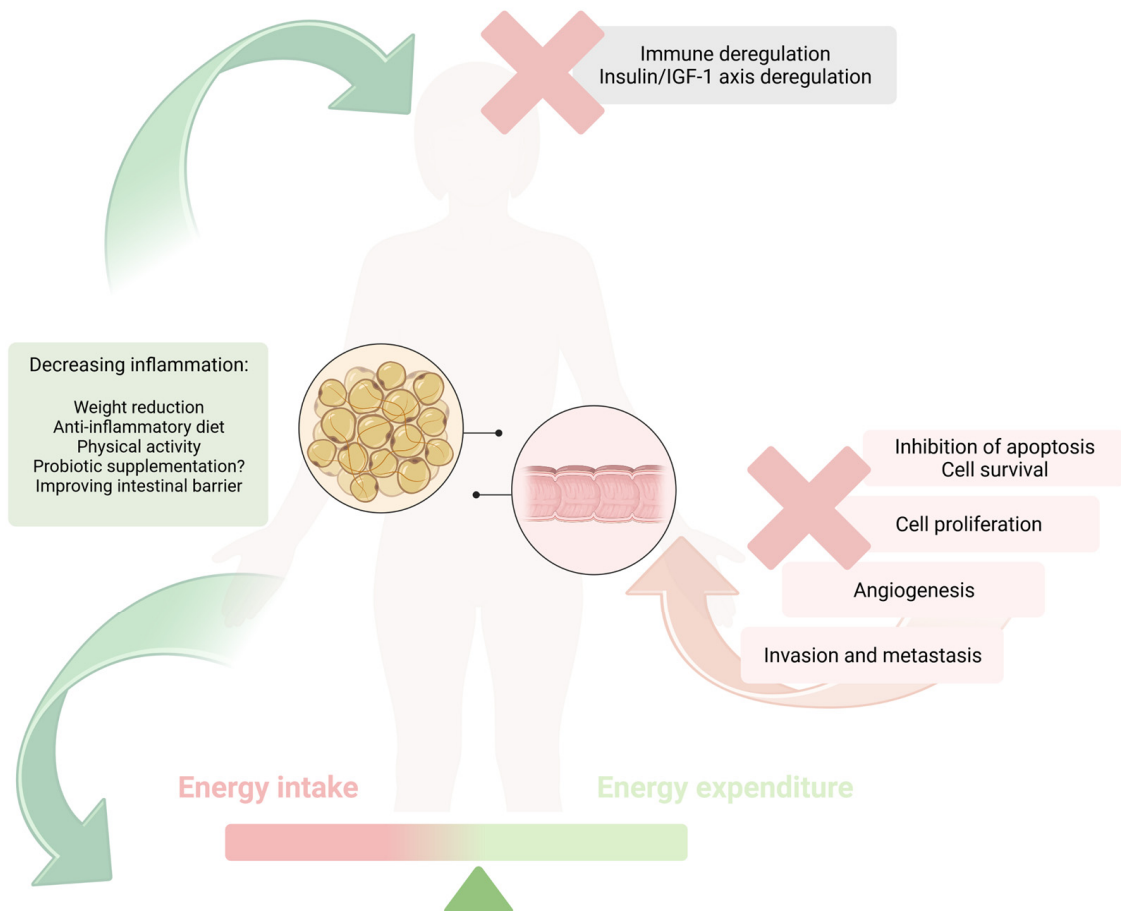 Immune deregulation
Insulin/IGF-1 axis deregulation
Decreasing inflammation:
Weight reduction
Anti-inflammatory diet
Physical activity
Probiotic supplementation?
Improving intestinal barrier
Inhibition of apoptosis
Cell survival
Cell proliferation
Angiogenesis
Invasion and metastasis
Energy intake
Energy expenditure